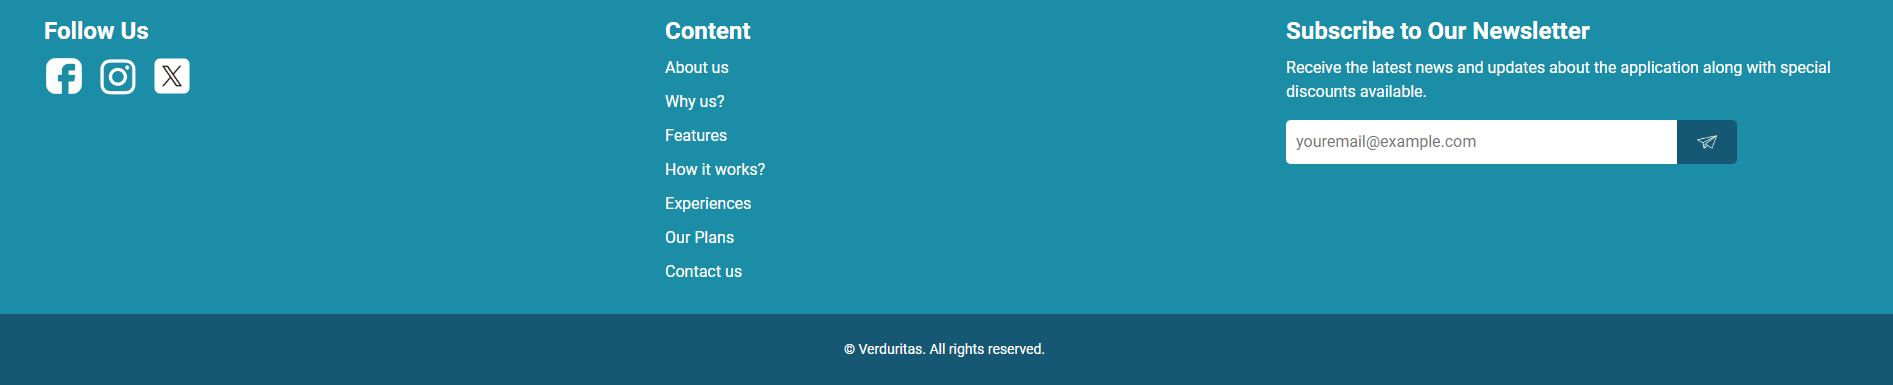 Follow Us
Content
About us
Why us?
Features
How it works?
Experiences
Our Plans
Contact us
Subscribe to Our Newsletter
Receive the latest news and updates about the application along with special
discounts available.
youremail@example.com
© Verduritas. All rights reserved.